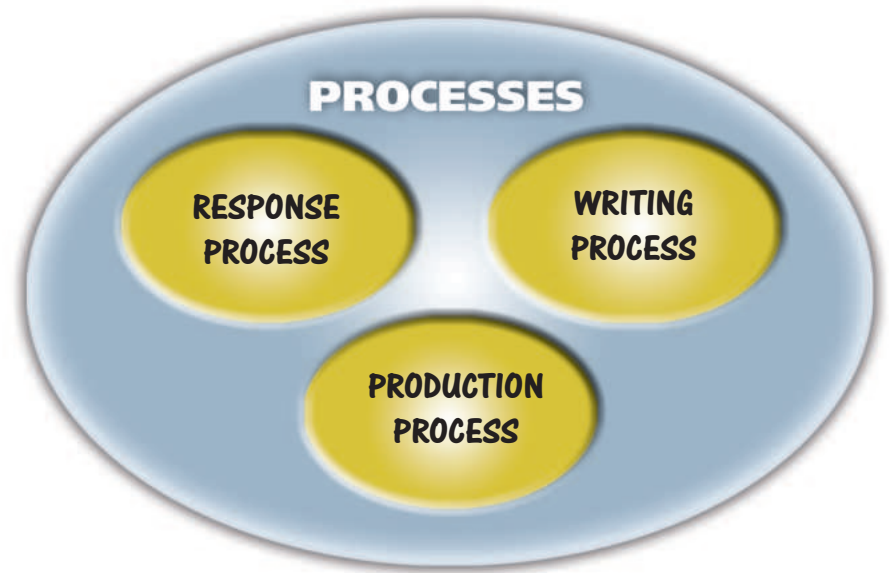 PROCESSES
RESPONSE
PROCESS
WRITING
PROCESS
PRODUCTION
PROCESS